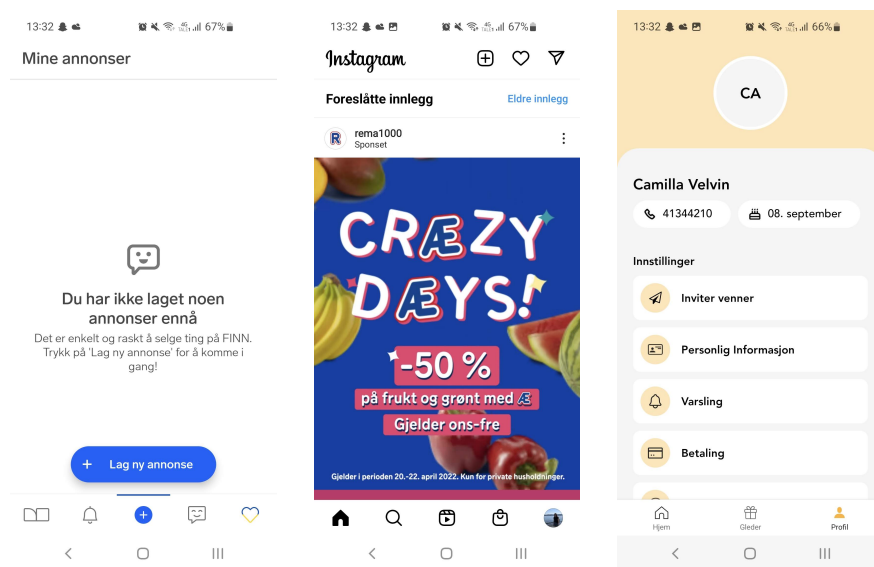 13:32 67%
Mine annonser
Du har ikke laget noen
annonser ennå
Det er enkelt og raskt å selge ting på FINN.
Trykk på 'Lag ny annonse' for å komme i
gang!
+ Lag ny annonse
13:32 67%
Instagram
Foreslåtte innlegg Eldre innlegg
R rema1000
Sponset
CRÆZY
DÆYS!
-50 %
på frukt og grønt med Æ
Gjelder ons-fre
Gjelder i perioden 20.-22. april 2022. Kun for private husholdninger.
13:32 66%
CA
Camilla Velvin
41344210 08. september
Innstillinger
Inviter venner
Personlig Informasjon
Varsling
Betaling
Hjem Gleder Profil